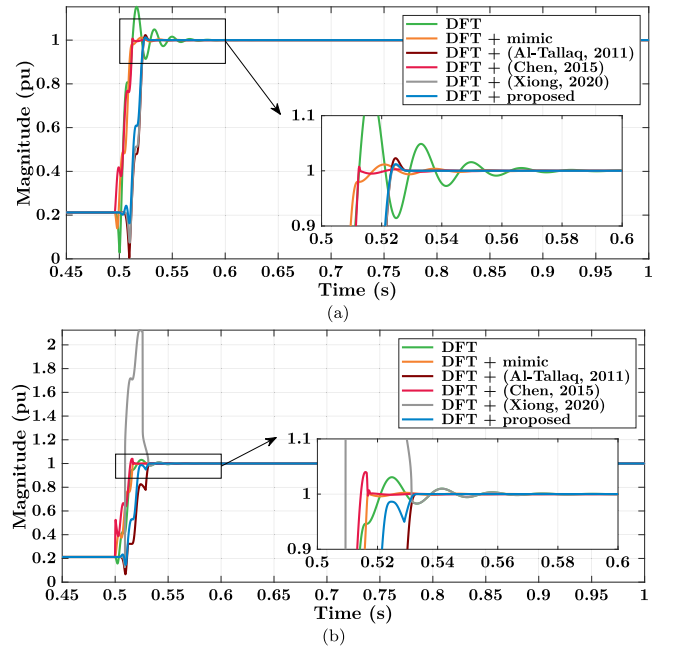 DFT
DFT + mimic
DFT + (Al-Tallaq, 2011)
DFT + (Chen, 2015)
DFT + (Xiong, 2020)
DFT + proposed
Magnitude (pu)
1
0.8
0.6
0.4
0.2
0
1.1
1
0.9
0.5 0.52 0.54 0.56 0.58 0.6
0.45 0.5 0.55 0.6 0.65 0.7 0.75 0.8 0.85 0.9 0.95 1
Time (s)
(a)
DFT
DFT + mimic
DFT + (Al-Tallaq, 2011)
DFT + (Chen, 2015)
DFT + (Xiong, 2020)
DFT + proposed
Magnitude (pu)
2
1.8
1.6
1.4
1.2
1
0.8
0.6
0.4
0.2
0
1.1
1
0.9
0.5 0.52 0.54 0.56 0.58 0.6
0.45 0.5 0.55 0.6 0.65 0.7 0.75 0.8 0.85 0.9 0.95 1
Time (s)
(b)